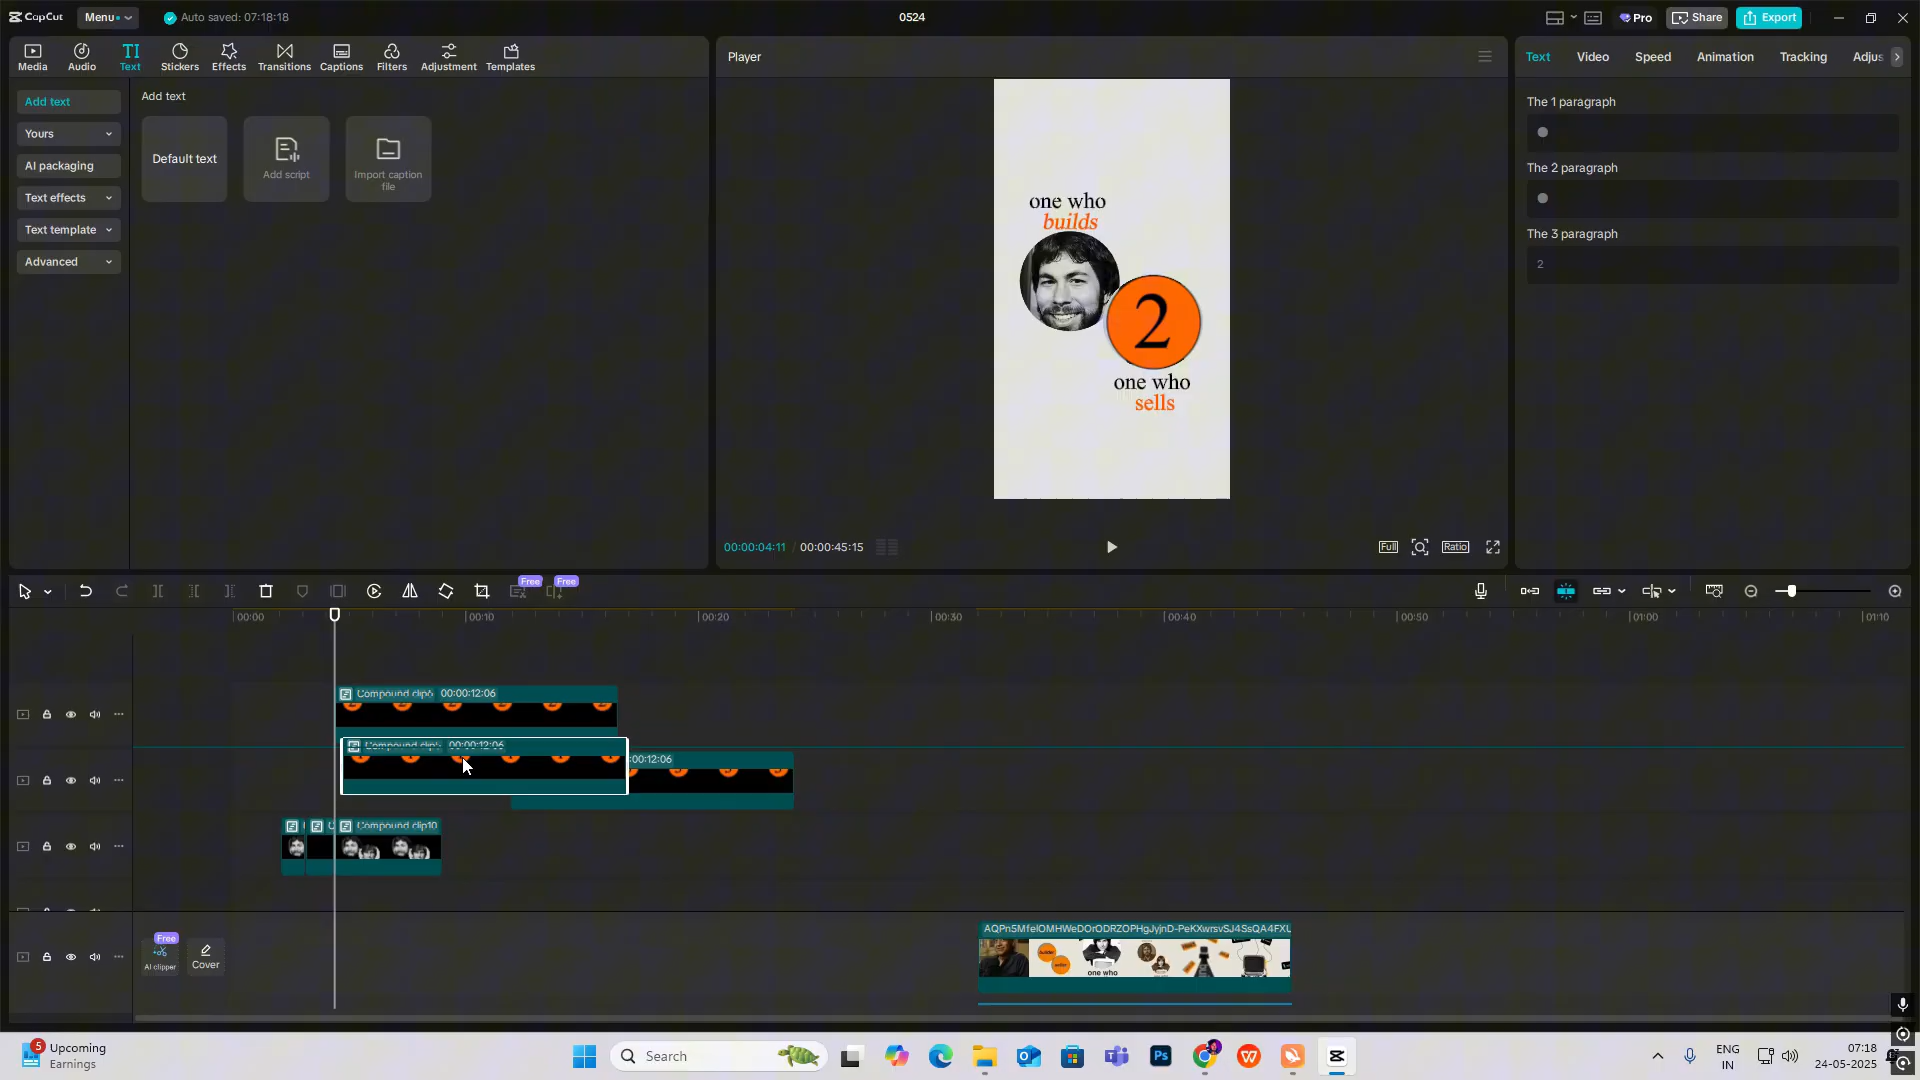 CapCut
Menu
Auto saved: 07:18:18
0524
Pro
Share
Export
Media
Audio
TI
Text
Stickers
Effects
Transitions
Captions
Filters
Adjustment
Templates
Add text
Yours
AI packaging
Text effects
Text template
Advanced
Add text
Default text
Add script
Import caption
file
Player
one who
builds
2
one who
sells
00:00:04:11 / 00:00:45:15
Full
Ratio
Text
Video
Speed
Animation
Tracking
Adjus
The 1 paragraph
The 2 paragraph
The 3 paragraph
2
Free
Free
00:00
00:10
00:20
00:30
00:40
00:50
01:00
01:10
Compound clip 00:00:12:06
Compound clip 00:00:12:06
:00:12:06
Compound clip10
Free
AI clipper
Cover
one who
5
Upcoming
Earnings
Search
Ps
ENG
IN
07:18
24-05-2025